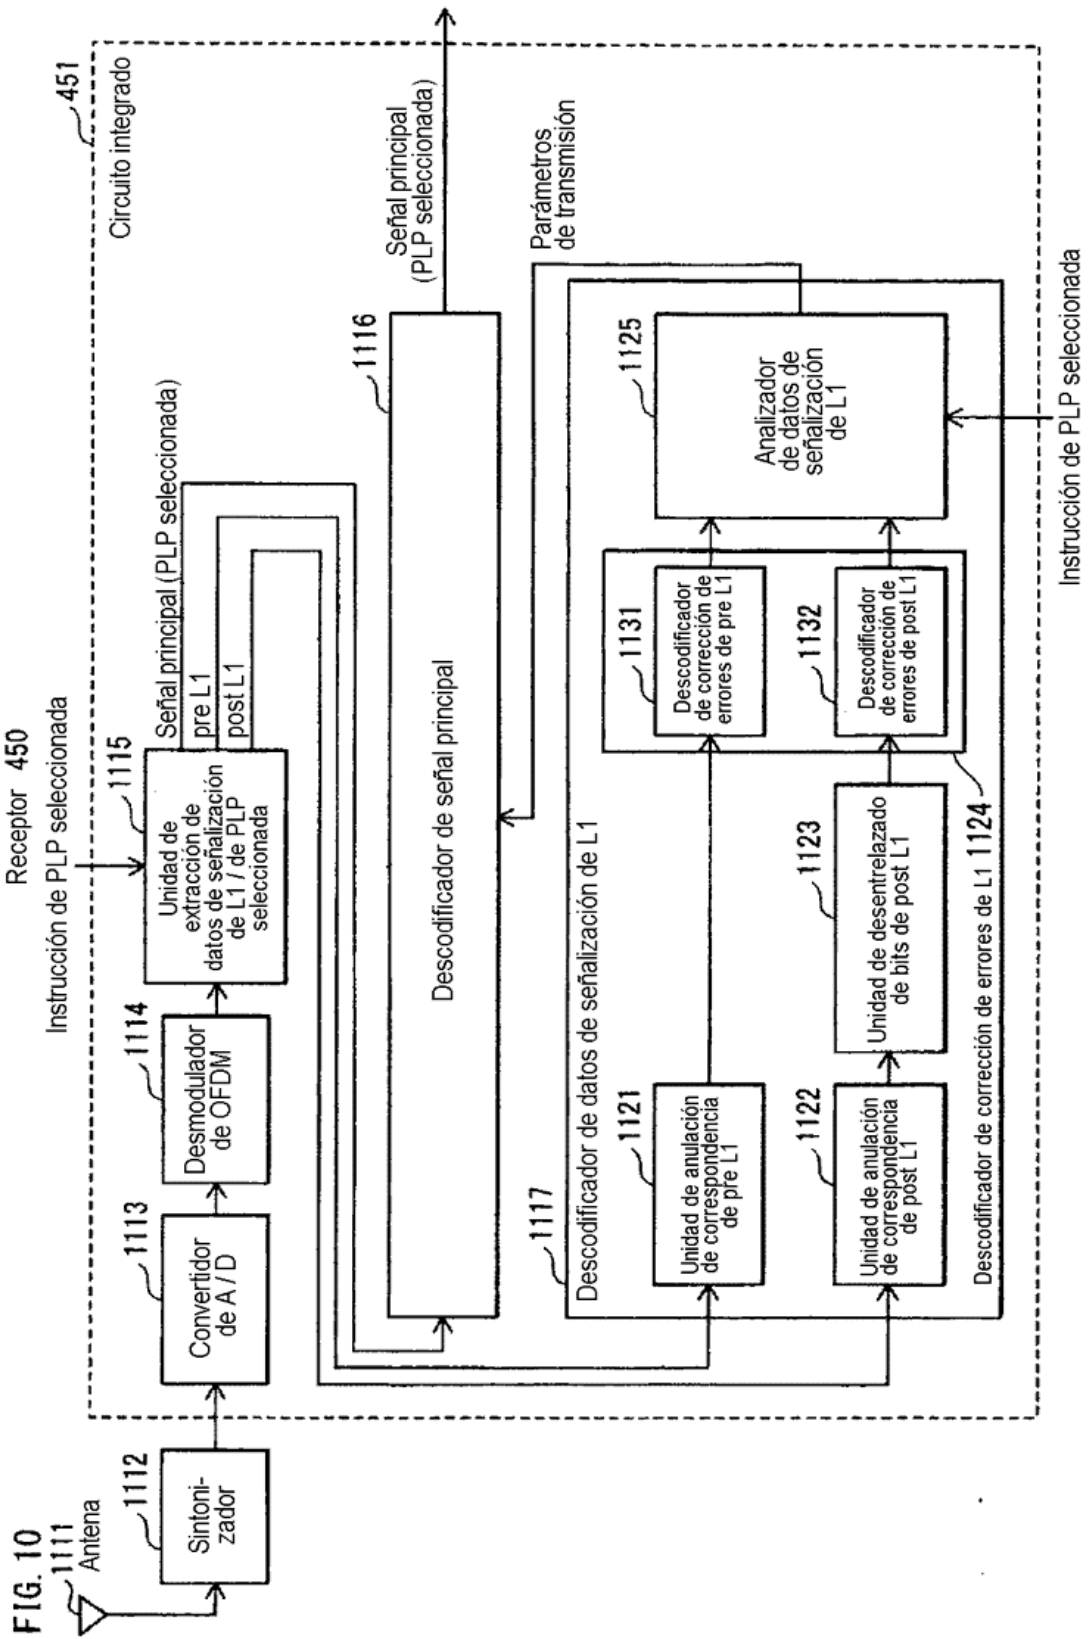 FIG. 10
Receptor 450
1111
Antena
Instrucción de PLP seleccionada
451
Circuito integrado
1112
Sintoni-
zador
1113
Convertidor
de A / D
1114
Desmodulador
de OFDM
1115
Unidad de
extracción de
datos de señalización
de L1 / de PLP
seleccionada
Señal principal (PLP seleccionada)
pre L1
post L1
1116
Descodificador de señal principal
Señal principal
(PLP seleccionada)
Parámetros
de transmisión
1117
Descodificador de datos de señalización de L1
1121
Unidad de anulación
de correspondencia
de pre L1
1131
Descodificador
de corrección de
errores de pre L1
1125
Analizador
de datos de
señalización
de L1
1122
Unidad de anulación
de correspondencia
de post L1
1123
Unidad de desentrelazado
de bits de post L1
1132
Descodificador
de corrección de
errores de post L1
Descodificador de corrección de errores de L1 1124
Instrucción de PLP seleccionada